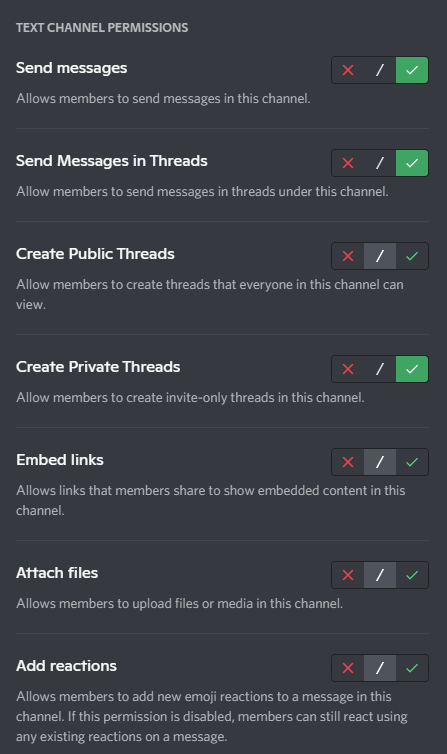 TEXT CHANNEL PERMISSIONS
Send messages
Allows members to send messages in this channel.
Send Messages in Threads
Allow members to send messages in threads under this channel.
Create Public Threads
Allow members to create threads that everyone in this channel can
view.
Create Private Threads
Allow members to create invite-only threads in this channel.
Embed links
Allows links that members share to show embedded content in this
channel.
Attach files
Allows members to upload files or media in this channel.
Add reactions
Allows members to add new emoji reactions to a message in this
channel. If this permission is disabled, members can still react using
any existing reactions on a message.